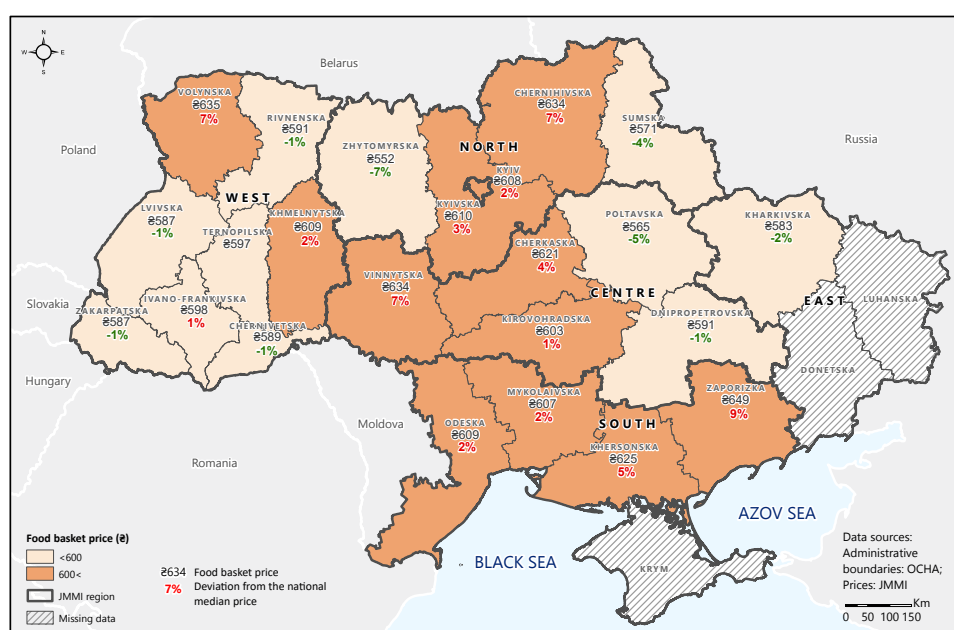 N
W E
S
Belarus
Poland
Russia
Slovakia
Hungary
Romania
Moldova
VOLYNSKA
₴635
7%
RIVNENSKA
₴591
-1%
ZHYTOMYRSKA
₴552
-7%
NORTH
CHERNIHIVSKA
₴634
7%
SUMSKA
₴571
-4%
KYIV
₴608
2%
KYIVSKA
₴610
3%
WEST
LVIVSKA
₴587
-1%
TERNOPILSKA
₴597
KHMELNYTSKA
₴609
2%
IVANO-FRANKIVSKA
₴598
1%
ZAKARPATSKA
₴587
-1%
CHERNIVETSKA
₴589
-1%
VINNYTSKA
₴634
7%
CHERKASKA
₴621
4%
CENTRE
KIROVOHRADSKA
₴603
1%
POLTAVSKA
₴565
-5%
KHARKIVSKA
₴583
-2%
DNIPROPETROVSKA
₴591
-1%
EAST
LUHANSKA
DONETSKA
ZAPORIZKA
₴649
9%
MYKOLAIVSKA
₴607
2%
ODESKA
₴609
2%
SOUTH
KHERSONSKA
₴625
5%
KRYM
AZOV SEA
BLACK SEA
Food basket price (₴)
<600
600<
JMMI region
Missing data
₴634 Food basket price
7% Deviation from the national
median price
Data sources:
Administrative
boundaries: OCHA;
Prices: JMMI
Km
0 50 100 150